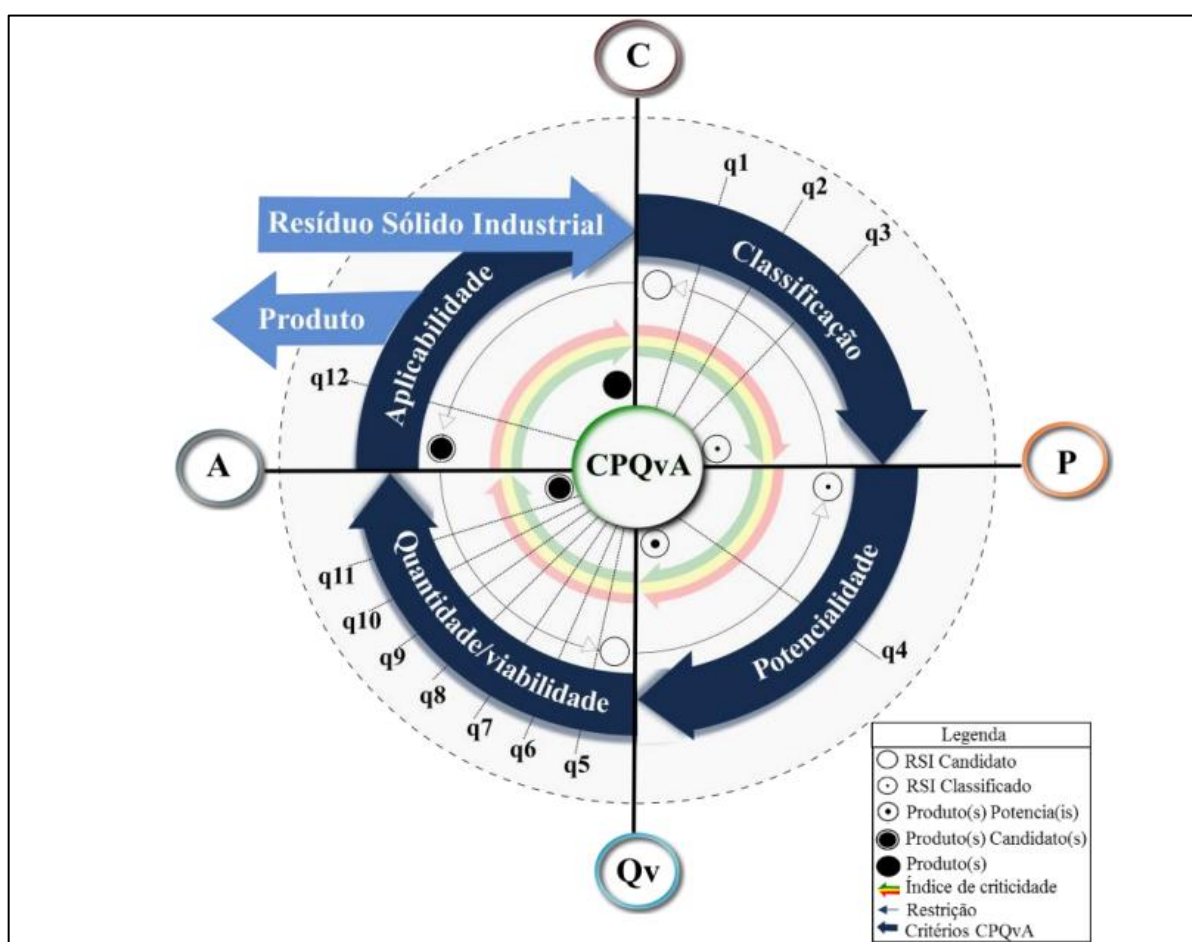 C
q1
q2
q3
Resíduo Sólido Industrial
Classificação
Produto
Aplicabilidade
q12
A
CPQvA
P
Quantidade/viabilidade
Potencialidade
q11
q10
q9
q8
q7
q6
q5
q4
Qv
Legenda
RSI Candidato
RSI Classificado
Produto(s) Potencia(is)
Produto(s) Candidato(s)
Produto(s)
Índice de criticidade
Restrição
Critérios CPQvA